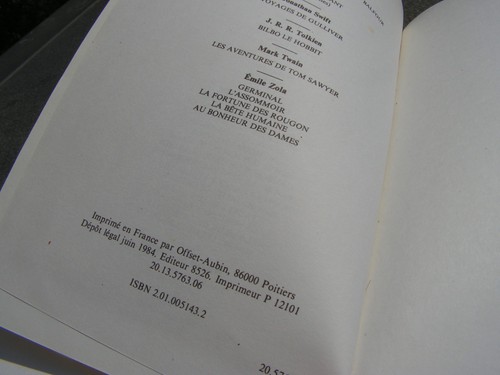 Jonathan Swift
VOYAGES DE GULLIVER
J. R. R. Tolkien
BILBO LE HOBBIT
Mark Twain
LES AVENTURES DE TOM SAWYER
Émile Zola
GERMINAL
L'ASSOMMOIR
LA FORTUNE DES ROUGON
LA BÊTE HUMAINE
AU BONHEUR DES DAMES
Imprimé en France par Offset-Aubin, 86000 Poitiers
Dépôt légal juin 1984. Editeur 8526. Imprimeur P 12101
20.13.5763.06
ISBN 2.01.005143.2